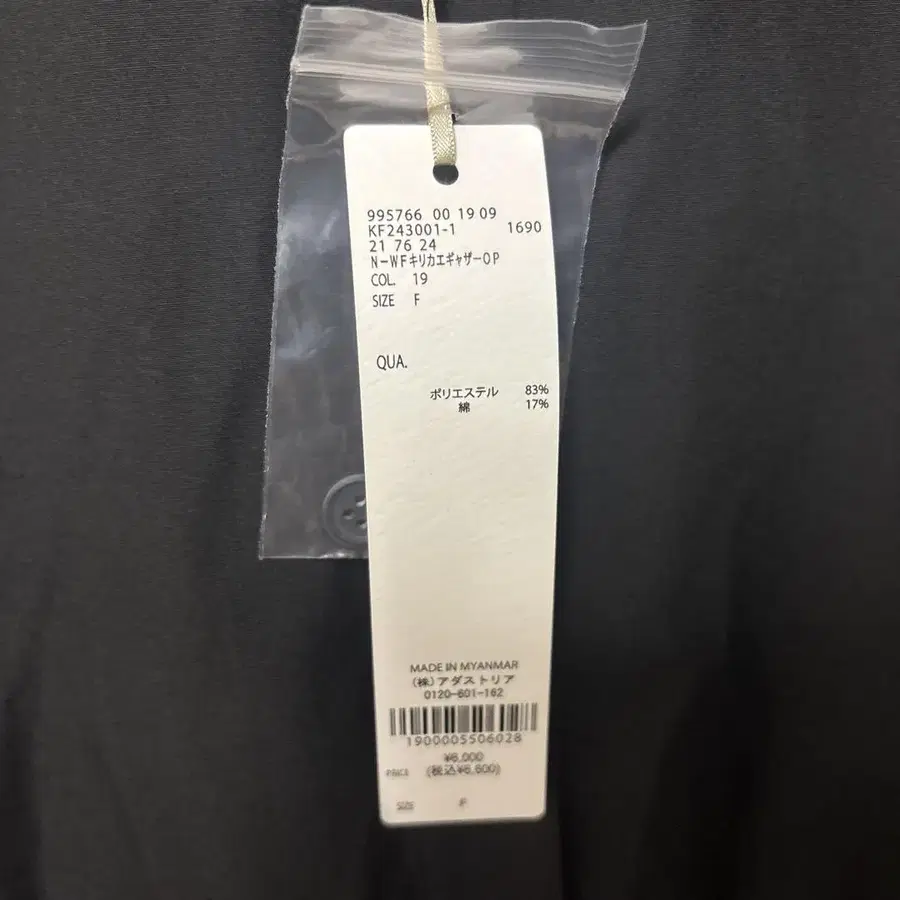 995766 00 19 09
KF243001-1 1690
21 76 24
N-WFキリカエギャザーOP
COL. 19
SIZE F
QUA.
ポリエステル 83%
綿 17%
MADE IN MYANMAR
(株)アダストリア
0120-601-162
1900005506028
¥6,000
PRICE (税込¥6,600)
SIZE F